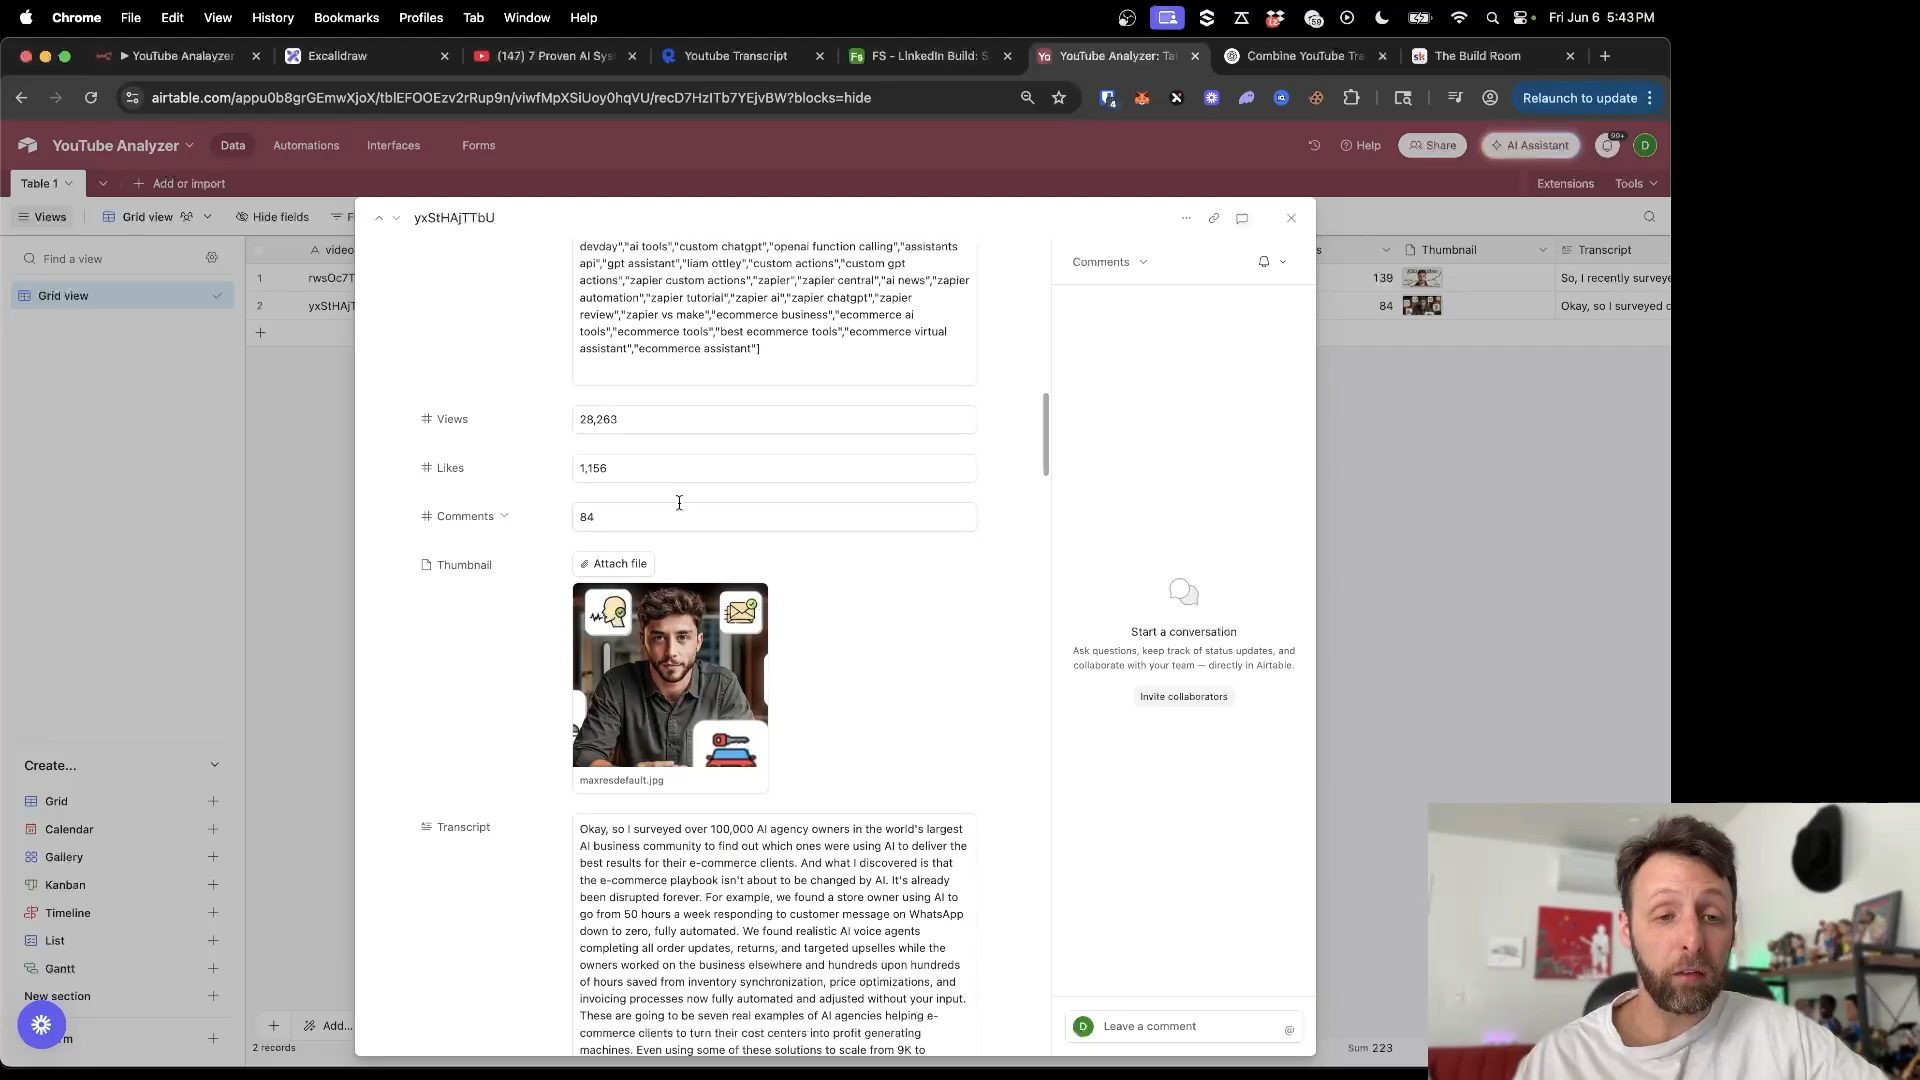 Chrome File Edit View History Bookmarks Profiles Tab Window Help
Fri Jun 6 5:43 PM
YouTube Analayzer
Excalidraw
(147) 7 Proven AI Sys
Youtube Transcript
FS - LinkedIn Build: S
YouTube Analyzer: Tal
Combine YouTube Tra
The Build Room
airtable.com/appu0b8grGEmwXjoX/tblEFOOEzv2rRup9n/viwfMpXSiUoy0hqVU/recD7HzITb7YEjvBW?blocks=hide
Relaunch to update
YouTube Analyzer
Data Automations Interfaces Forms
Help
Share
AI Assistant
99+
D
Table 1
Add or import
Extensions
Tools
Views
Grid view
Hide fields
yxStHAjTTbU
Find a view
Grid view
video
1 rwsOc7T
2 yxStHAjT
Thumbnail
Transcript
139
So, I recently surveye
84
Okay, so I surveyed o
devday","ai tools","custom chatgpt","openai function calling","assistants
api","gpt assistant","liam ottley","custom actions","custom gpt
actions","zapier custom actions","zapier","zapier central","ai news","zapier
automation","zapier tutorial","zapier ai","zapier chatgpt","zapier
review","zapier vs make","ecommerce business","ecommerce ai
tools","ecommerce tools","best ecommerce tools","ecommerce virtual
assistant","ecommerce assistant"]
Views
28,263
Likes
1,156
Comments
84
Thumbnail
Attach file
maxresdefault.jpg
Transcript
Okay, so I surveyed over 100,000 AI agency owners in the world's largest
AI business community to find out which ones were using AI to deliver the
best results for their e-commerce clients. And what I discovered is that
the e-commerce playbook isn't about to be changed by AI. It's already
been disrupted forever. For example, we found a store owner using AI to
go from 50 hours a week responding to customer message on WhatsApp
down to zero, fully automated. We found realistic AI voice agents
completing all order updates, returns, and targeted upselles while the
owners worked on the business elsewhere and hundreds upon hundreds
of hours saved from inventory synchronization, price optimizations, and
invoicing processes now fully automated and adjusted without your input.
These are going to be seven real examples of AI agencies helping e-
commerce clients to turn their cost centers into profit generating
machines. Even using some of these solutions to scale from 9K to
Comments
Start a conversation
Ask questions, keep track of status updates, and
collaborate with your team — directly in Airtable.
Invite collaborators
D
Leave a comment
Create...
Grid
Calendar
Gallery
Kanban
Timeline
List
Gantt
New section
rm
Add...
2 records
Sum 223